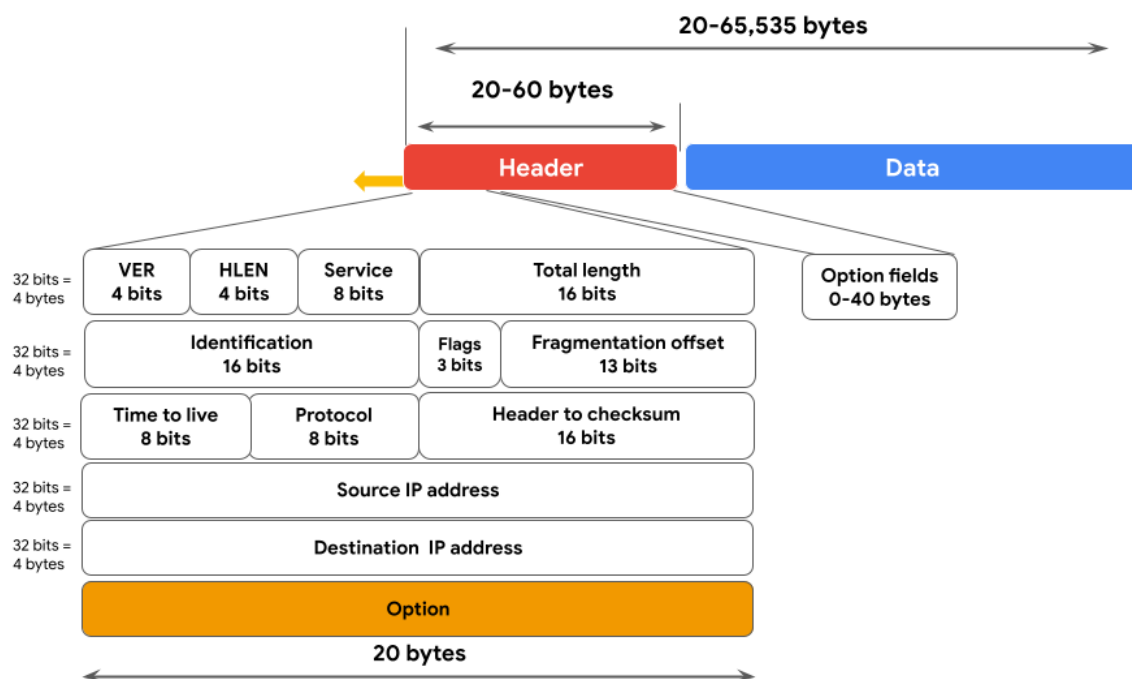 20-65,535 bytes
20-60 bytes
Header
Data
32 bits =
4 bytes
VER
4 bits
HLEN
4 bits
Service
8 bits
Total length
16 bits
Option fields
0-40 bytes
32 bits =
4 bytes
Identification
16 bits
Flags
3 bits
Fragmentation offset
13 bits
32 bits =
4 bytes
Time to live
8 bits
Protocol
8 bits
Header to checksum
16 bits
32 bits =
4 bytes
Source IP address
32 bits =
4 bytes
Destination IP address
Option
20 bytes